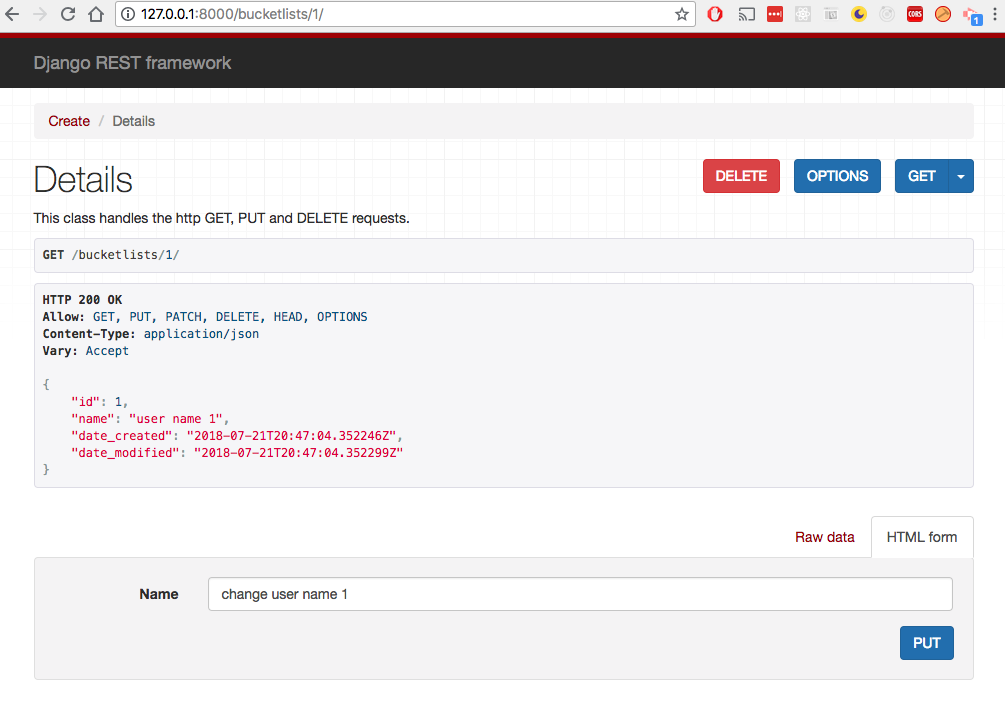 127.0.0.1:8000/bucketlists/1/
CORS
1
Django REST framework
Create / Details
Details
DELETE
OPTIONS
GET
This class handles the http GET, PUT and DELETE requests.
GET /bucketlists/1/
HTTP 200 OK
Allow: GET, PUT, PATCH, DELETE, HEAD, OPTIONS
Content-Type: application/json
Vary: Accept
{
"id": 1,
"name": "user name 1",
"date_created": "2018-07-21T20:47:04.352246Z",
"date_modified": "2018-07-21T20:47:04.352299Z"
}
Raw data
HTML form
Name
change user name 1
PUT